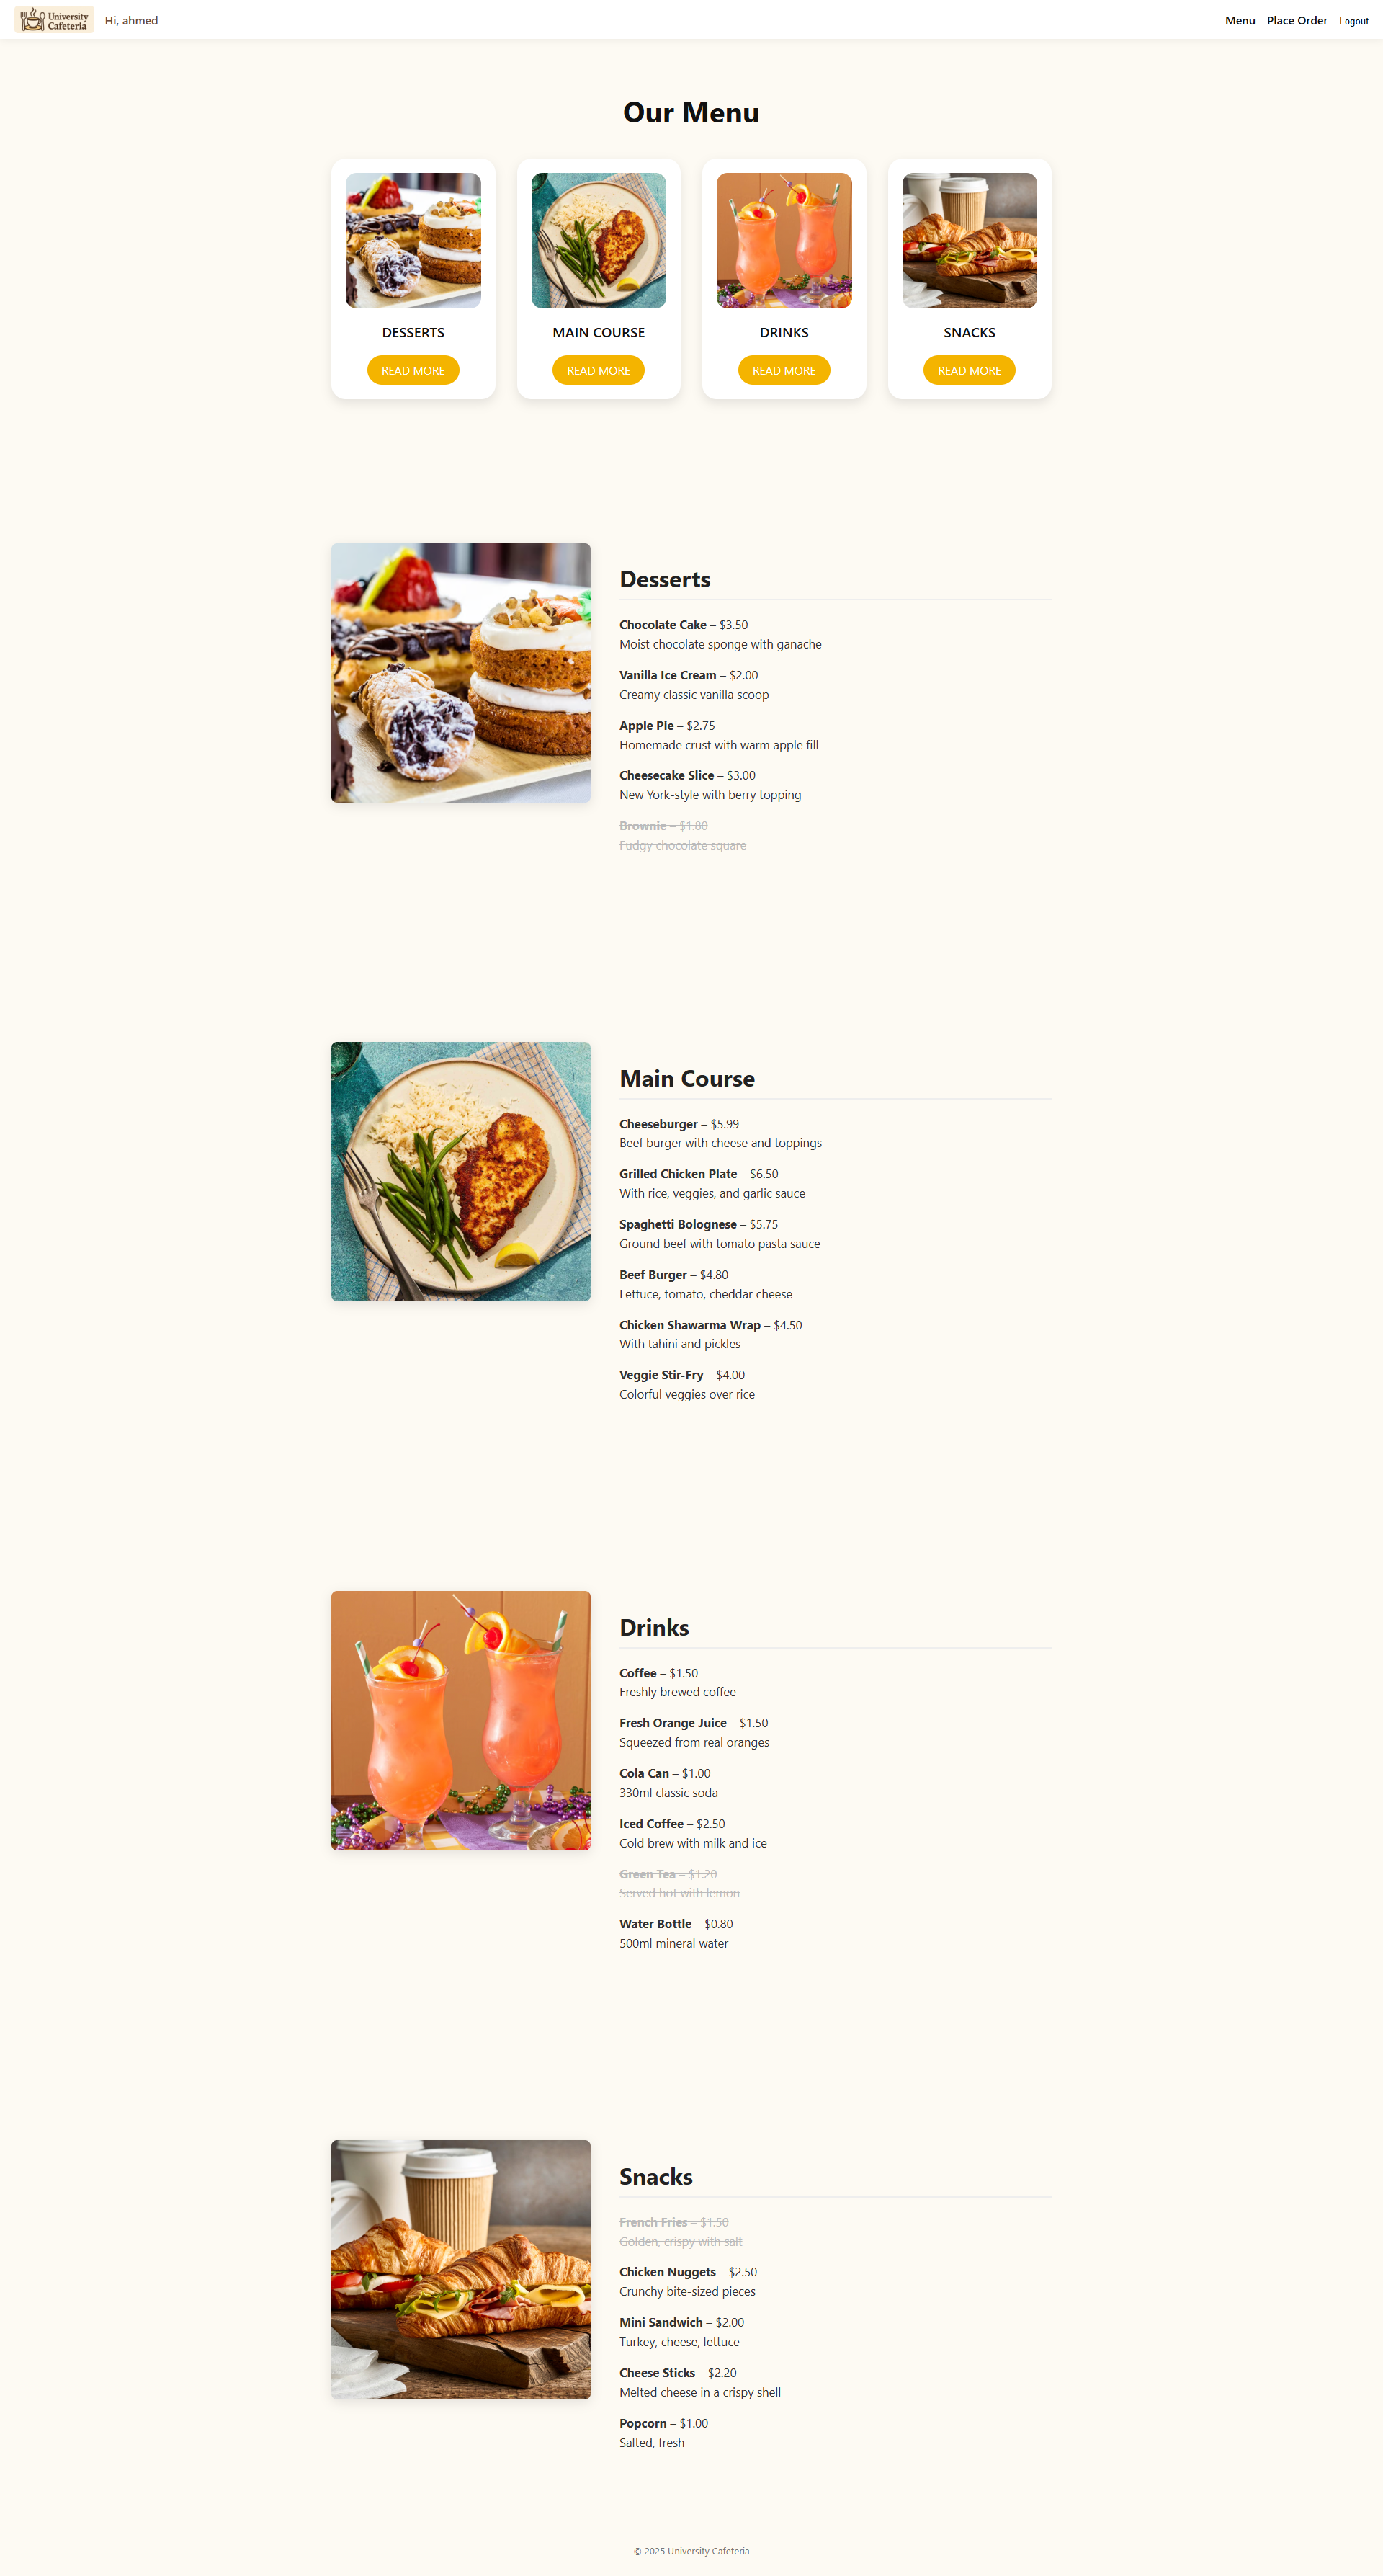 University
Cafeteria
Hi, ahmed
Menu
Place Order
Logout
Our Menu
DESSERTS
READ MORE
MAIN COURSE
READ MORE
DRINKS
READ MORE
SNACKS
READ MORE
Desserts
Chocolate Cake – $3.50
Moist chocolate sponge with ganache
Vanilla Ice Cream – $2.00
Creamy classic vanilla scoop
Apple Pie – $2.75
Homemade crust with warm apple fill
Cheesecake Slice – $3.00
New York-style with berry topping
Brownie – $1.80
Fudgy chocolate square
Main Course
Cheeseburger – $5.99
Beef burger with cheese and toppings
Grilled Chicken Plate – $6.50
With rice, veggies, and garlic sauce
Spaghetti Bolognese – $5.75
Ground beef with tomato pasta sauce
Beef Burger – $4.80
Lettuce, tomato, cheddar cheese
Chicken Shawarma Wrap – $4.50
With tahini and pickles
Veggie Stir-Fry – $4.00
Colorful veggies over rice
Drinks
Coffee – $1.50
Freshly brewed coffee
Fresh Orange Juice – $1.50
Squeezed from real oranges
Cola Can – $1.00
330ml classic soda
Iced Coffee – $2.50
Cold brew with milk and ice
Green Tea – $1.20
Served hot with lemon
Water Bottle – $0.80
500ml mineral water
Snacks
French Fries – $1.50
Golden, crispy with salt
Chicken Nuggets – $2.50
Crunchy bite-sized pieces
Mini Sandwich – $2.00
Turkey, cheese, lettuce
Cheese Sticks – $2.20
Melted cheese in a crispy shell
Popcorn – $1.00
Salted, fresh
© 2025 University Cafeteria